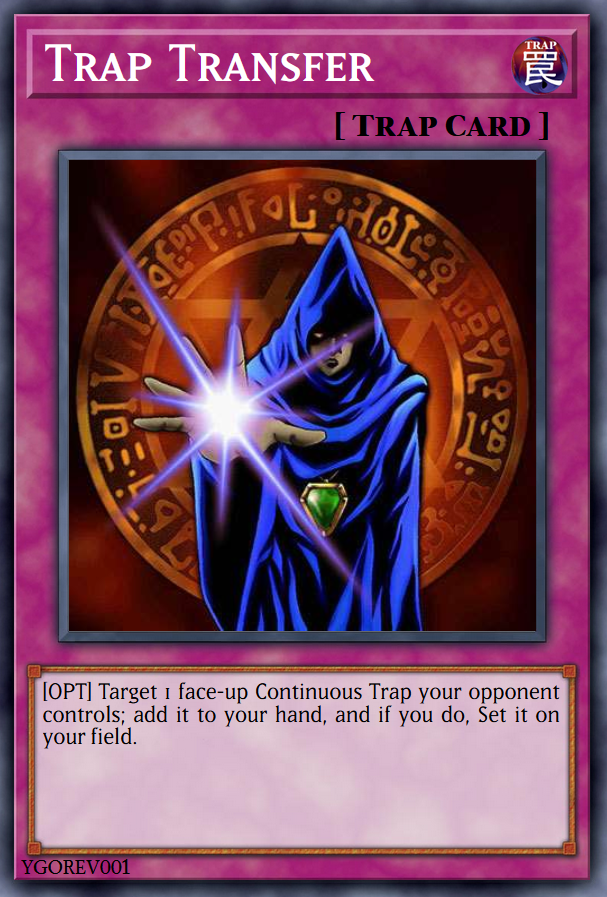 Trap Transfer
TRAP
罠
[ Trap Card ]
[OPT] Target 1 face-up Continuous Trap your opponent
controls; add it to your hand, and if you do, Set it on
your field.
YGOREV001